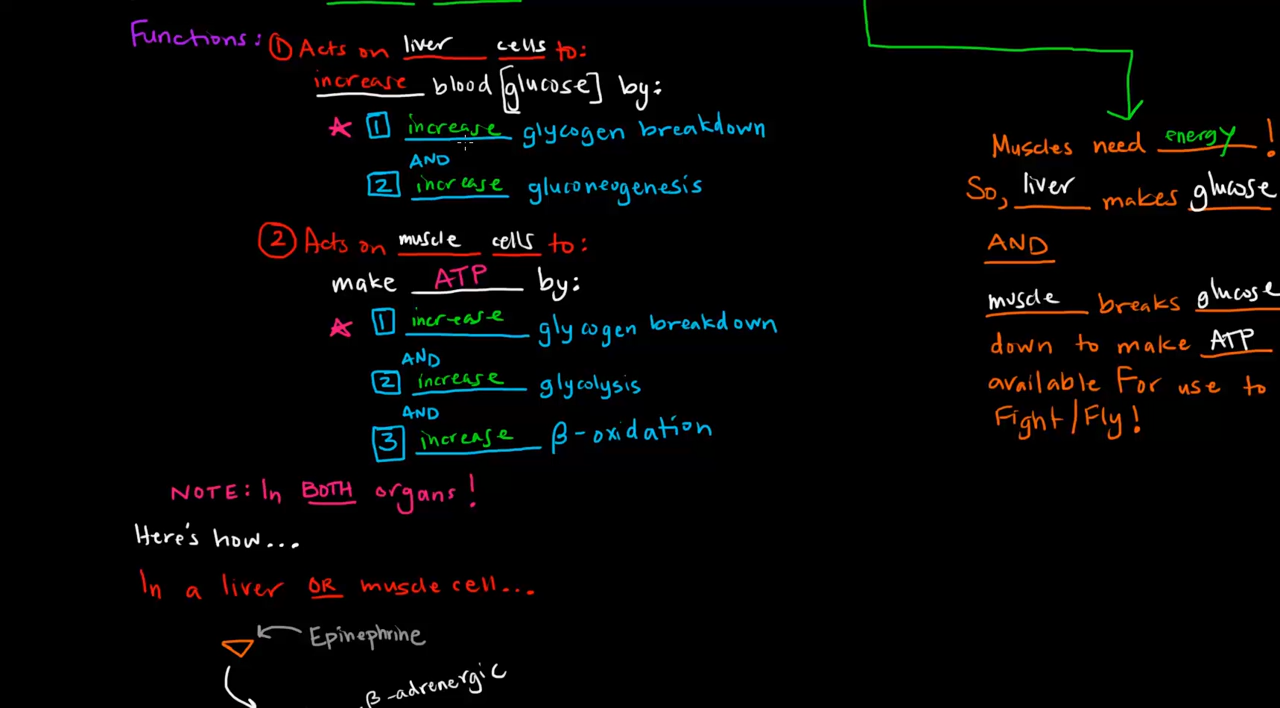 Functions: ① Acts on liver cells to:
increase blood [glucose] by:
☆ 1 increase glycogen breakdown
AND
2 increase gluconeogenesis
② Acts on muscle cells to:
make ATP by:
☆ 1 increase glycogen breakdown
AND
2 increase glycolysis
AND
3 increase β-oxidation
NOTE: In BOTH organs!
Here's how...
In a liver OR muscle cell...
Epinephrine
β-adrenergic
Muscles need energy!
So, liver makes glucose
AND
muscle breaks glucose
down to make ATP
available For use to
Fight/Fly!